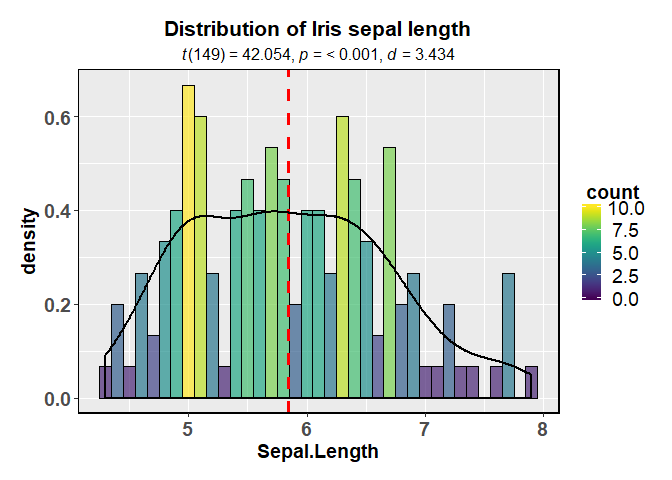 Distribution of Iris sepal length
t(149) = 42.054, p = < 0.001, d = 3.434
density
0.6
0.4
0.2
0.0
5 6 7 8
Sepal.Length
count
10.0
7.5
5.0
2.5
0.0